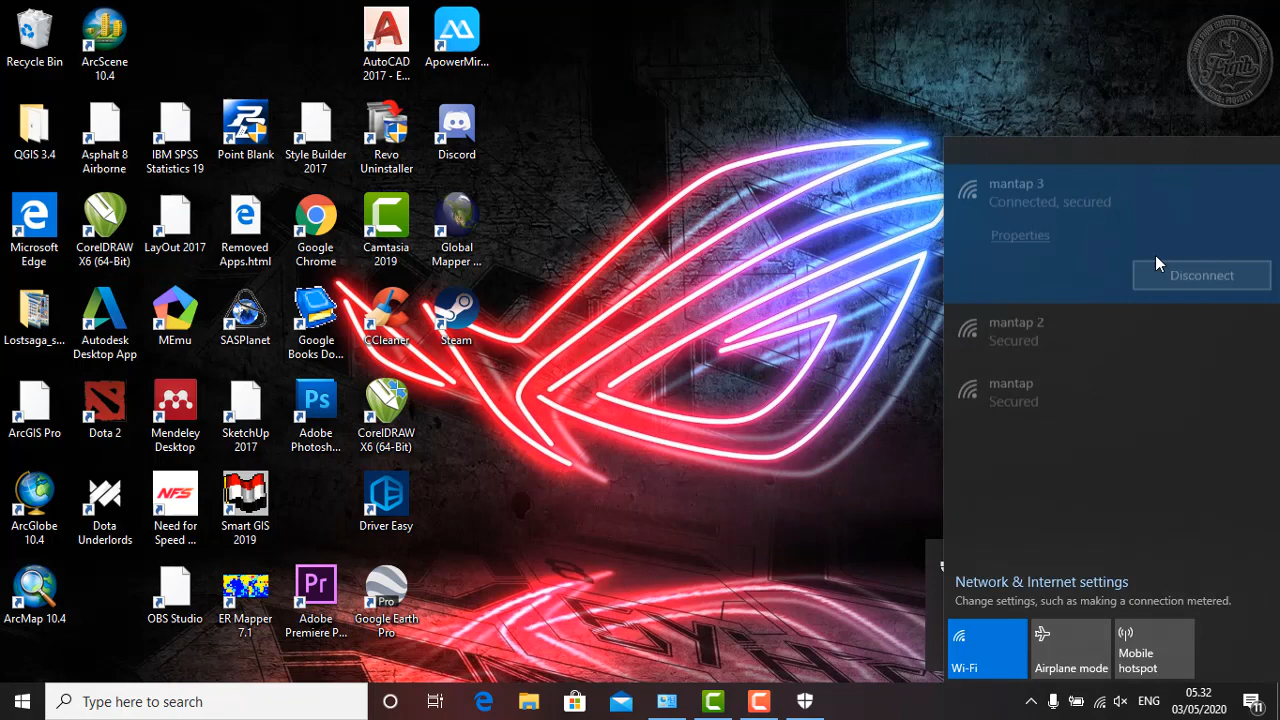 Recycle Bin
ArcScene
10.4
AutoCAD
2017 - E...
ApowerMir...
QGIS 3.4
Asphalt 8
Airborne
IBM SPSS
Statistics 19
Point Blank
Style Builder
2017
Revo
Uninstaller
Discord
Microsoft
Edge
CorelDRAW
X6 (64-Bit)
LayOut 2017
Removed
Apps.html
Google
Chrome
Camtasia
2019
Global
Mapper ...
Lostsaga_s...
Autodesk
Desktop App
MEmu
SASPlanet
Google
Books Do...
CCleaner
Steam
ArcGIS Pro
Dota 2
Mendeley
Desktop
SketchUp
2017
Ps
Adobe
Photosh...
CorelDRAW
X6 (64-Bit)
ArcGlobe
10.4
Dota
Underlords
NFS
Need for
Speed ...
Smart GIS
2019
Driver Easy
ArcMap 10.4
OBS Studio
ER Mapper
7.1
Pr
Adobe
Premiere P...
Pro
Google Earth
Pro
mantap 3
Connected, secured
Properties
Disconnect
mantap 2
Secured
mantap
Secured
Network & Internet settings
Change settings, such as making a connection metered.
Wi-Fi
Airplane mode
Mobile
hotspot
Type here to search
ENG
05.32
03/05/2020
11